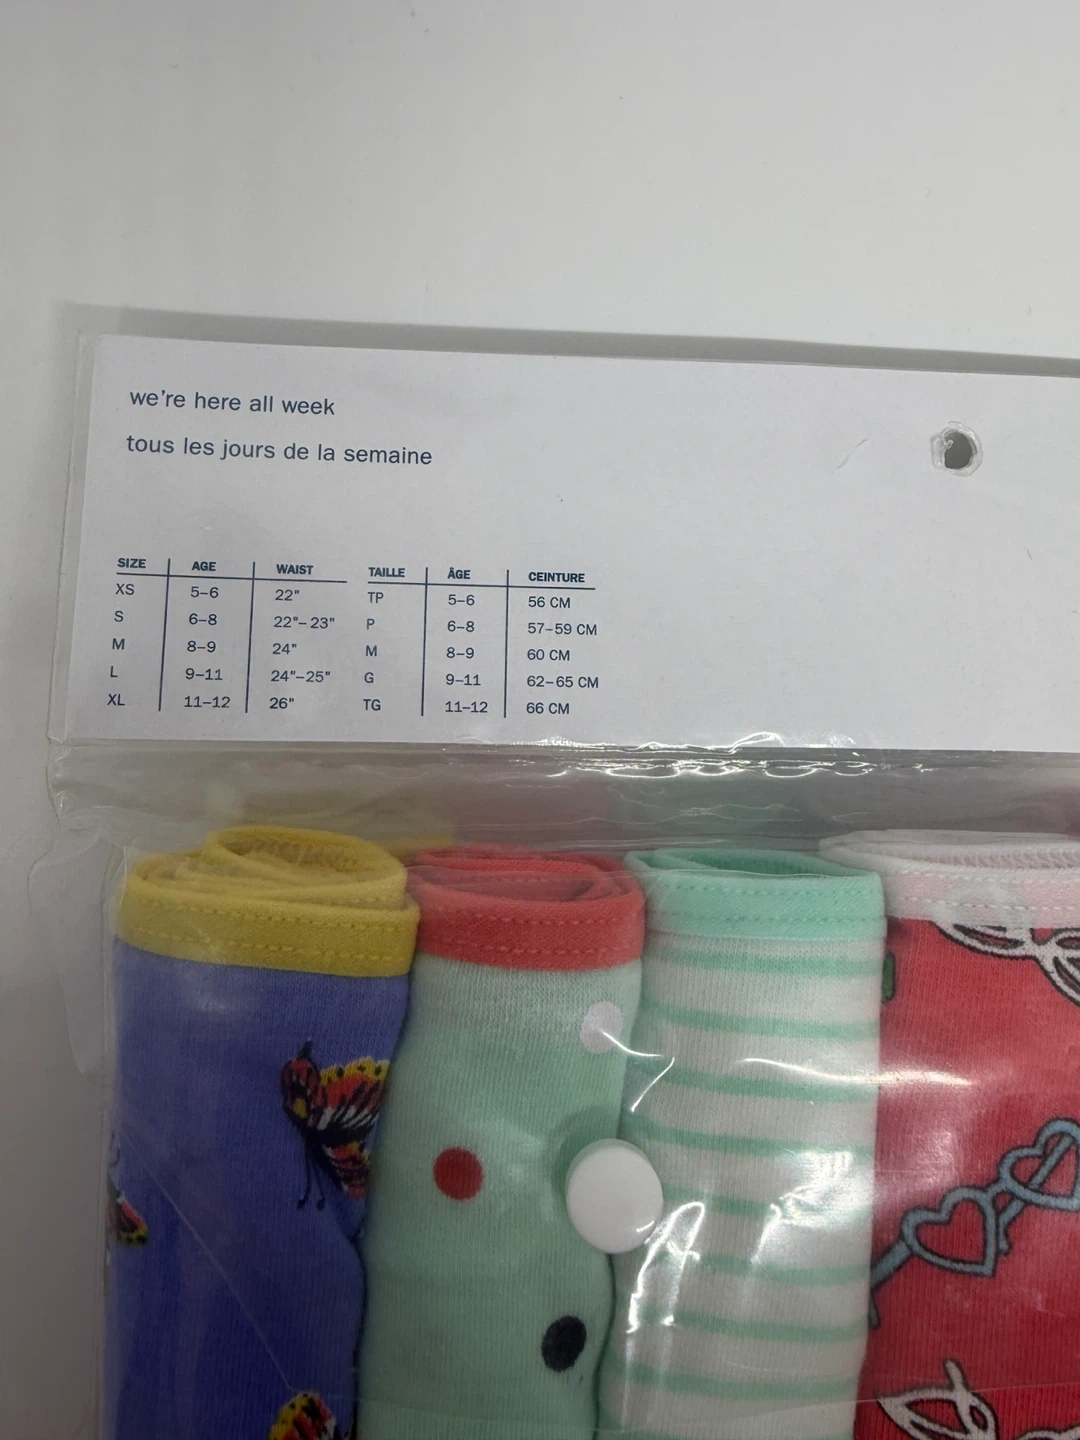 we're here all week
tous les jours de la semaine
SIZE AGE WAIST TAILLE ÂGE CEINTURE
XS 5–6 22" TP 5–6 56 CM
S 6–8 22"–23" P 6–8 57–59 CM
M 8–9 24" M 8–9 60 CM
L 9–11 24"–25" G 9–11 62–65 CM
XL 11–12 26" TG 11–12 66 CM